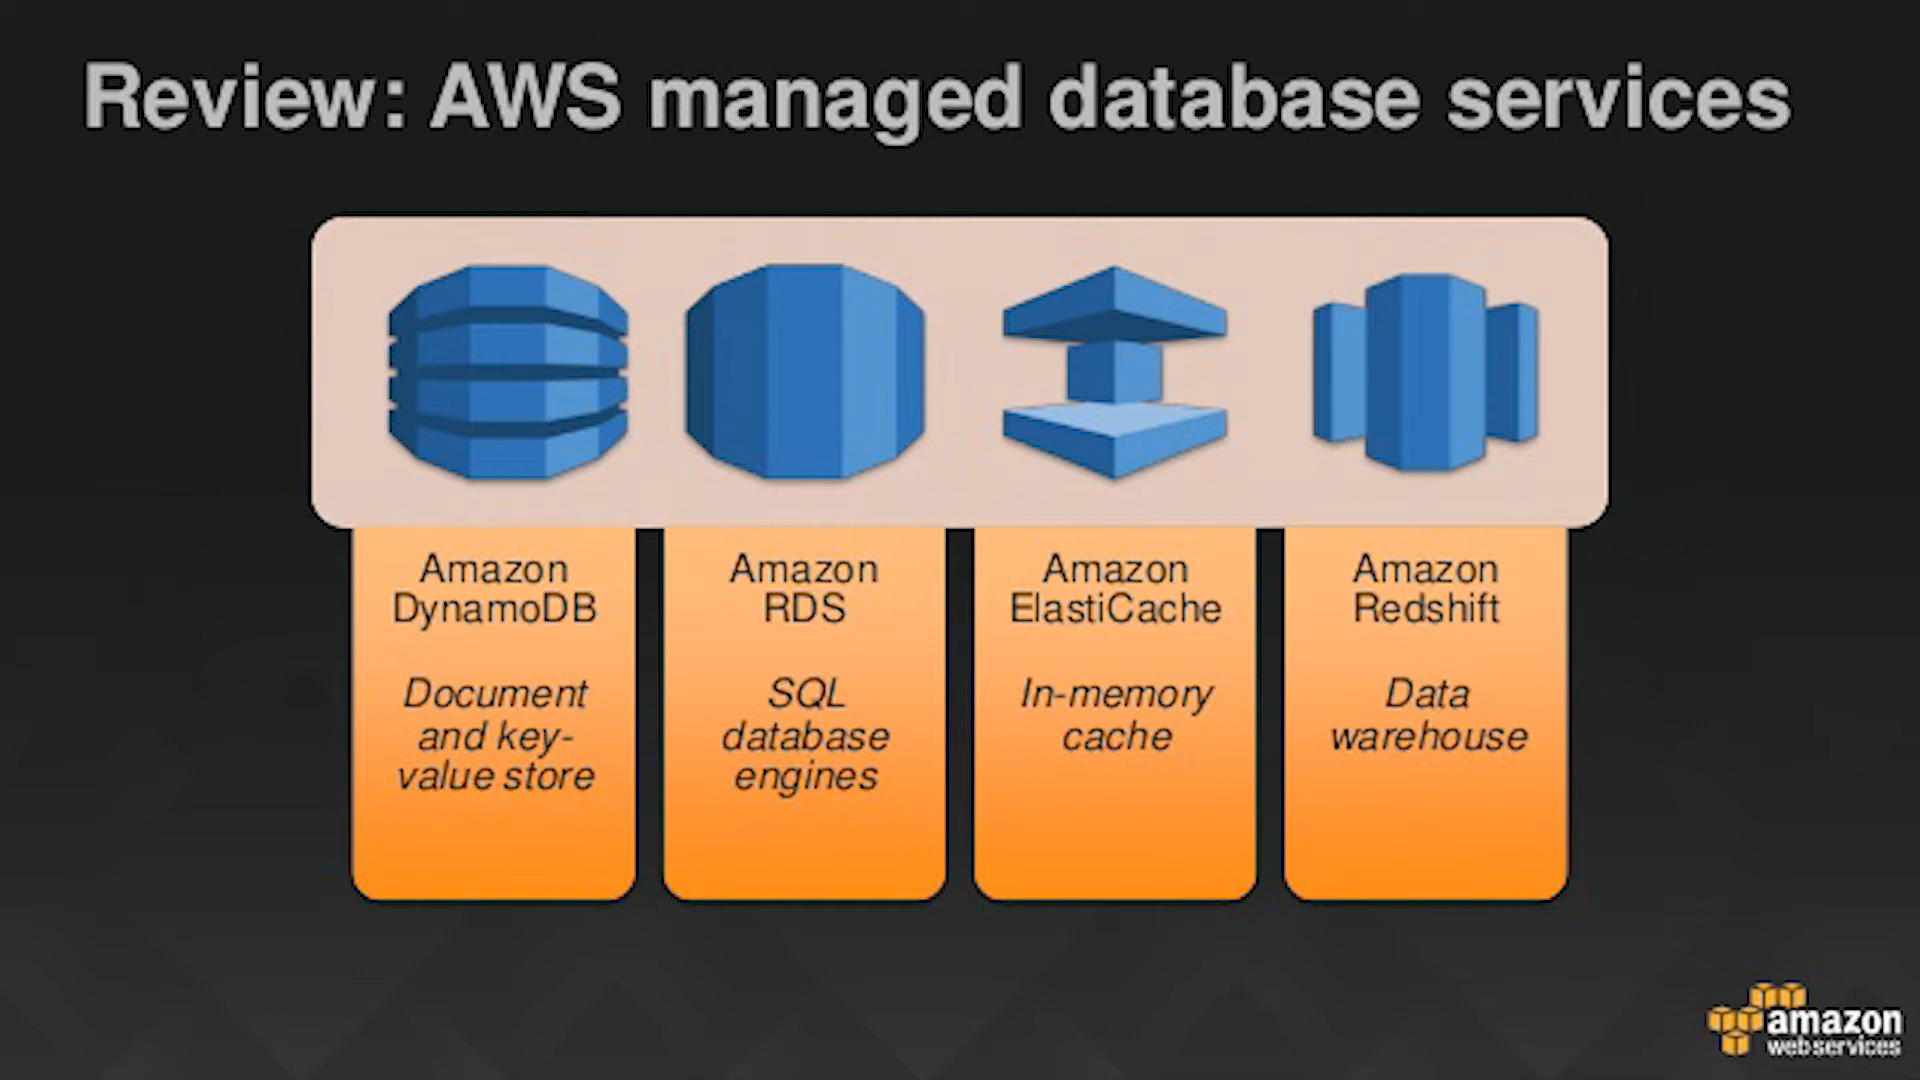 Review: AWS managed database services
Amazon
DynamoDB
Document
and key-
value store
Amazon
RDS
SQL
database
engines
Amazon
ElastiCache
In-memory
cache
Amazon
Redshift
Data
warehouse
amazon
webservices